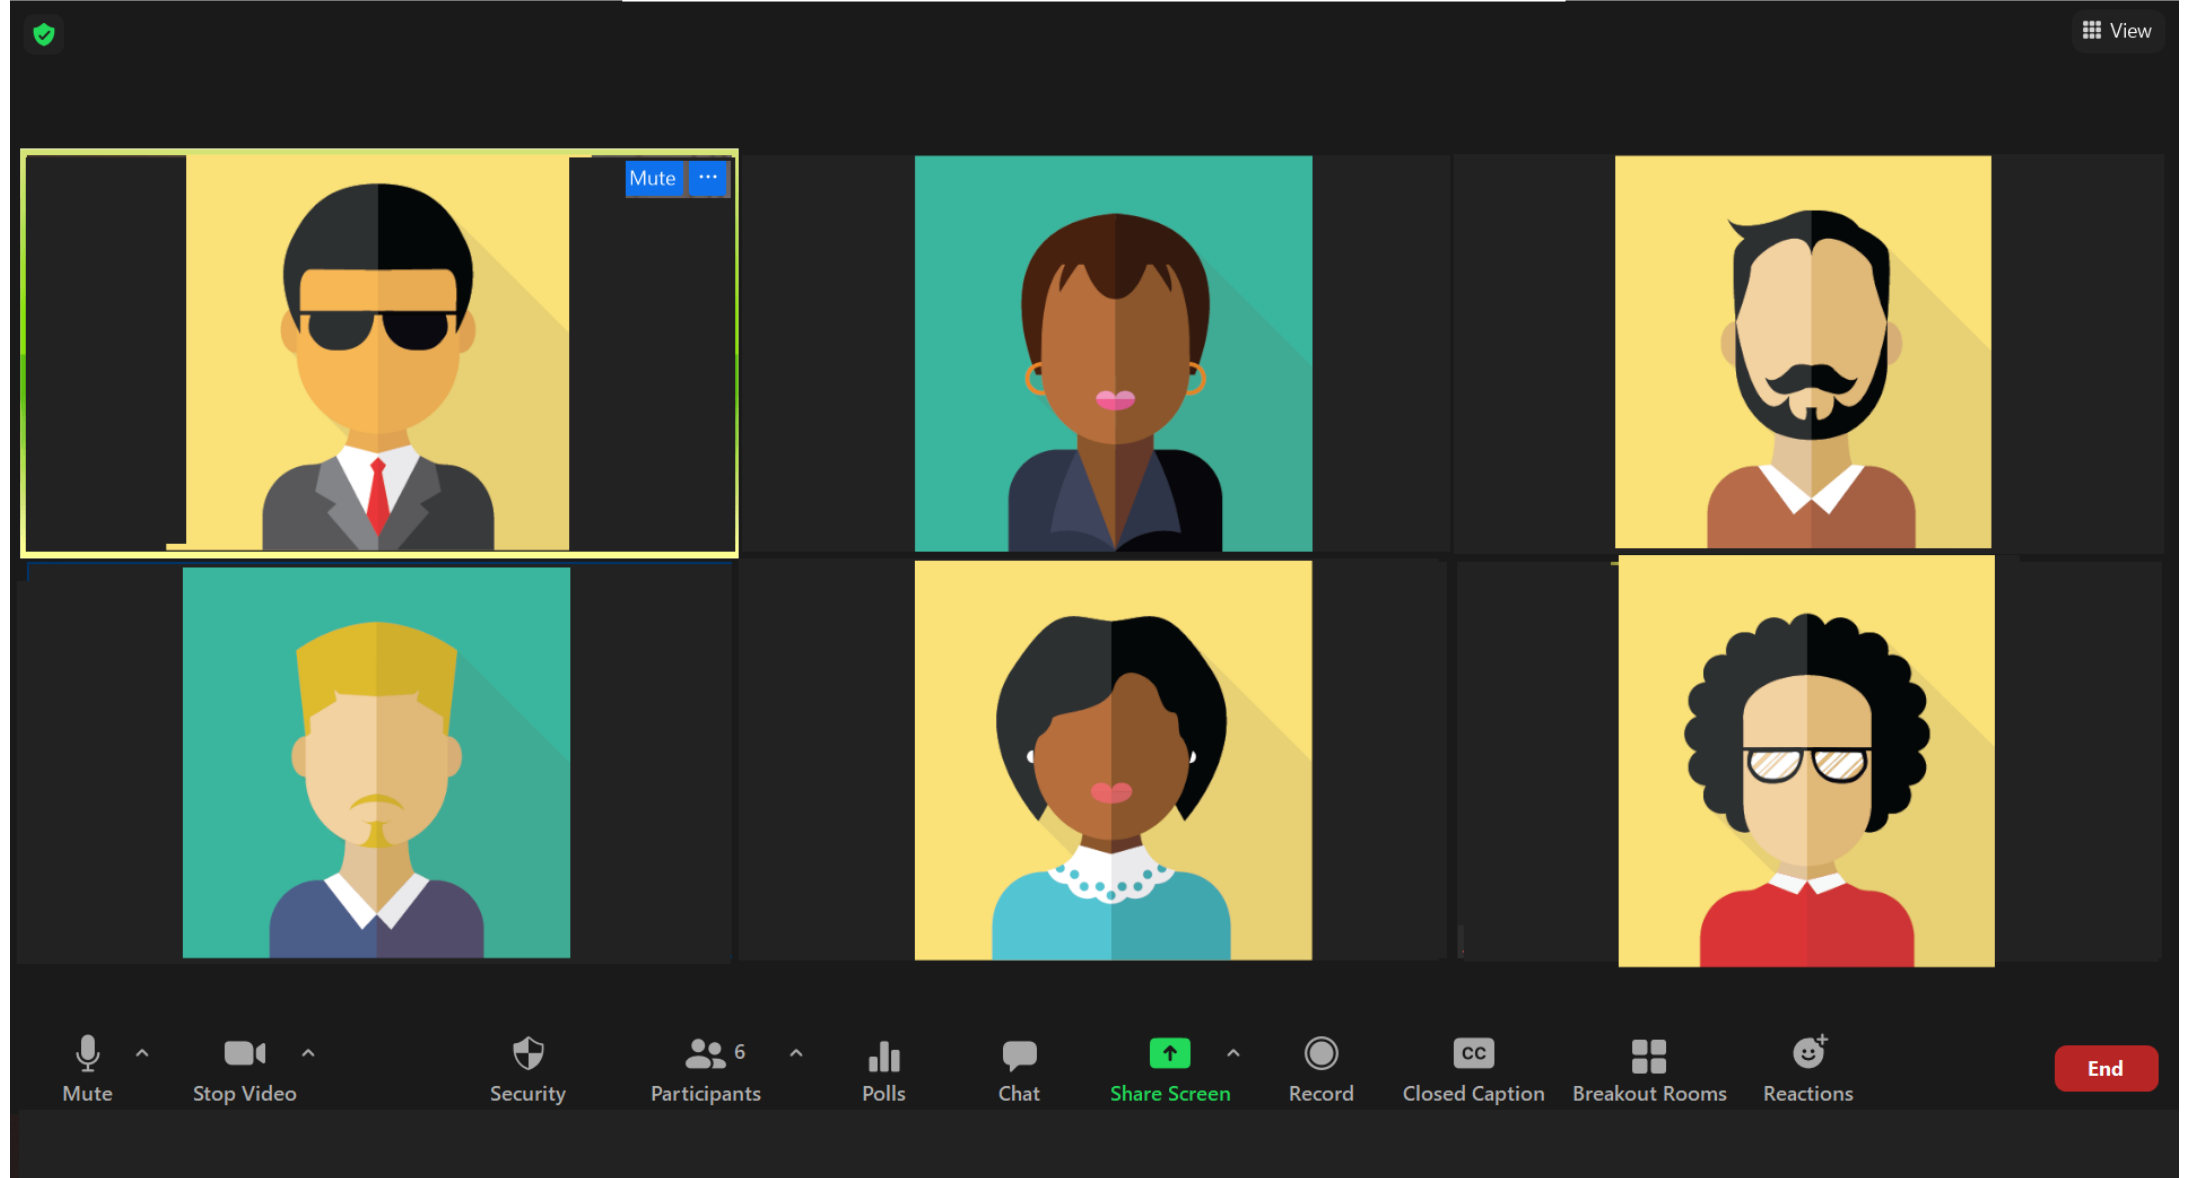 View
Mute ...
6
Mute Stop Video Security Participants Polls Chat Share Screen Record CC Closed Caption Breakout Rooms Reactions End